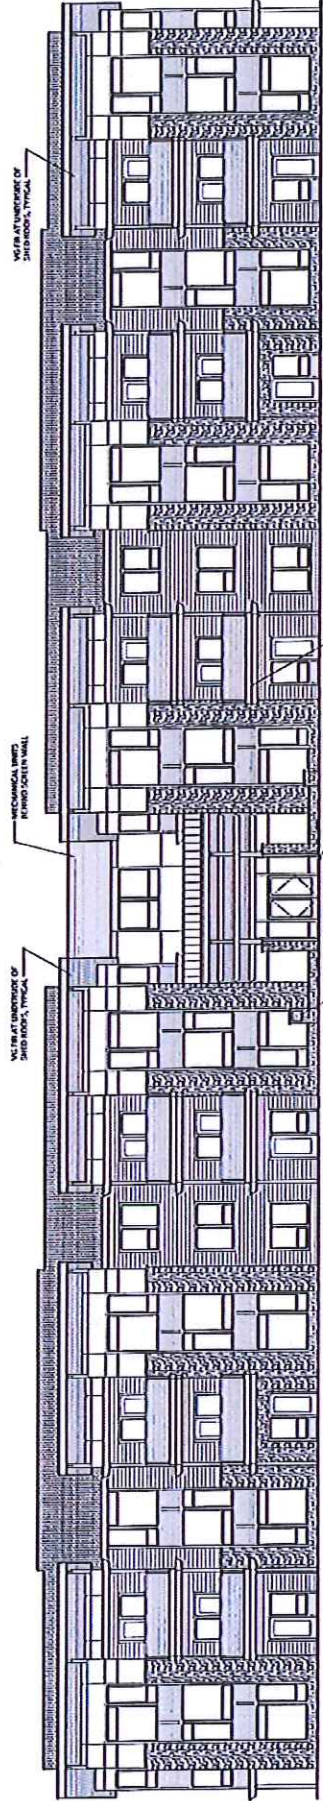 VG FIR AT UNDERSIDE OF
SHED ROOFS, TYPICAL
MECHANICAL UNITS
BEHIND SCREEN WALL
VG FIR AT UNDERSIDE OF
SHED ROOFS, TYPICAL